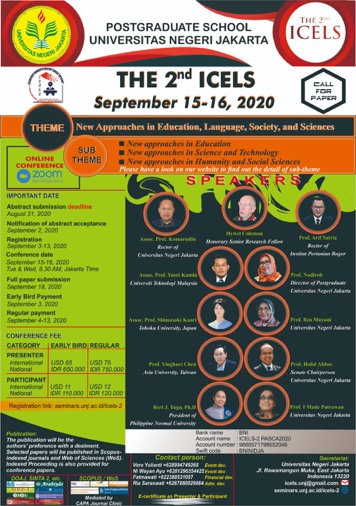 POSTGRADUATE SCHOOL
UNIVERSITAS NEGERI JAKARTA
THE 2nd
ICELS
THE 2nd ICELS
September 15-16, 2020
CALL
FOR
PAPER
THEME
New Approaches in Education, Language, Society, and Sciences
SUB
THEME
New approaches in Education
New approaches in Science and Technology
New approaches in Humanity and Social Sciences
Please have a look on our website to find out the detail of sub-theme
ONLINE
CONFERENCE
zoom
SPEAKERS
IMPORTANT DATE
Abstract submission deadline
August 31, 2020
Notification of abstract acceptance
September 2, 2020
Registration
September 3-13, 2020
Conference date
September 15-16, 2020
Tue & Wed, 8.30 AM, Jakarta Time
Full paper submission
September 18, 2020
Early Bird Payment
September 3, 2020
Regular payment
September 4-13, 2020
Assoc. Prof. Komarudin
Rector of
Universitas Negeri Jakarta
Hywel Coleman
Honorary Senior Research Fellow
Prof. Arif Satria
Rector of
Institut Pertanian Bogor
Assoc. Prof. Yusri Kamin
Universiti Teknologi Malaysia
Prof. Nadiroh
Director of Postgraduate
Universitas Negeri Jakarta
Assoc. Prof. Shimauchi Kaori
Tohoku University, Japan
Prof. Ilza Mayuni
Universitas Negeri Jakarta
Prof. Yinghuei Chen
Asia University, Taiwan
Prof. Hafid Abbas
Senate Chairperson
Universitas Negeri Jakarta
Bert J. Tuga, Ph.D
President of
Philippine Normal University
Prof. I Made Putrawan
Universitas Negeri Jakarta
CONFERENCE FEE
CATEGORY EARLY BIRD REGULAR
PRESENTER
International USD 65 USD 75
National IDR 650.000 IDR 750.000
PARTICIPANT
International USD 11 USD 12
National IDR 110.000 IDR 120.000
Registration link: seminars.unj.ac.id/icels-2
Bank name : BNI
Account name : ICELS-2 PASCA2020
Account number : 9888571798652048
Swift code : BNINIDJA
Publication:
The publication will be the
authors' preference with a dealment.
Selected papers will be published in Scopus-
indexed Journals and Web of Sciences (WoS).
Indexed Proceeding is also provided for
conference papers.
DOAJ, SINTA 2, etc.
SCOPUS / WoS
Mediated by
CAPA Journal Clinic
Contact person:
Vera Yulianti +628994749268 Event dev.
Ni Wayan Ayu +6281296354425 Event dev.
Fatmawati +622388531057 Financial dev.
Ria Saraswati +6287880029084 Adm. dev.
E-certificate as Presenter & Participant
Secretariat:
Universitas Negeri Jakarta
Jl. Rawamangun Muka, East Jakarta
Indonesia 13220
icels.unj@gmail.com
seminars.unj.ac.id/icels-2